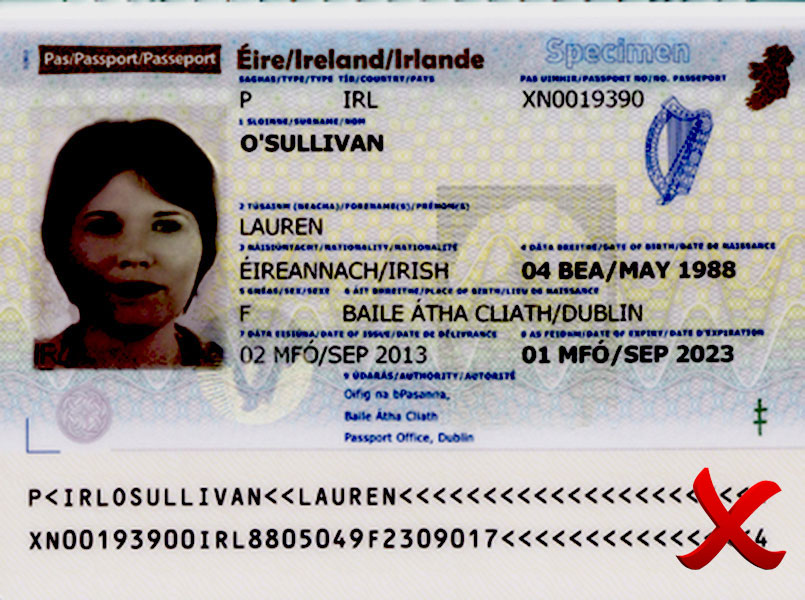 Pas/Passport/Passeport Éire/Ireland/Irlande Specimen
SAGHAS/TYPE/TYPE TÍR/COUNTRY/PAYS PAS UIMHIR/PASSPORT NO/NO. PASSEPORT
P IRL XN0019390
1 SLOINNE/SURNAME/NOM
O'SULLIVAN
2 TÚSAINM (NEACHA)/FORENAME(S)/PRÉNOM(S)
LAUREN
3 NÁISIÚNTACHT/NATIONALITY/NATIONALITÉ 4 DÁTA BREITHE/DATE OF BIRTH/DATE DE NAISSANCE
ÉIREANNACH/IRISH 04 BEA/MAY 1988
5 GNÉAS/SEX/SEXE 6 ÁIT BHREITHE/PLACE OF BIRTH/LIEU DE NAISSANCE
F BAILE ÁTHA CLIATH/DUBLIN
7 DÁTA EISIÚNA/DATE OF ISSUE/DATE DE DÉLIVRANCE 8 AS FEIDHM/DATE OF EXPIRY/DATE D'EXPIRATION
02 MFÓ/SEP 2013 01 MFÓ/SEP 2023
9 ÚDARÁS/AUTHORITY/AUTORITÉ
Oifig na bPasanna,
Baile Átha Cliath
Passport Office, Dublin
P<IRLOSULLIVAN<<LAUREN<<<<<<<<<<<<<<<<<<<<<<
XN00193900IRL8805049F2309017<<<<<<<<<<<<<<<4